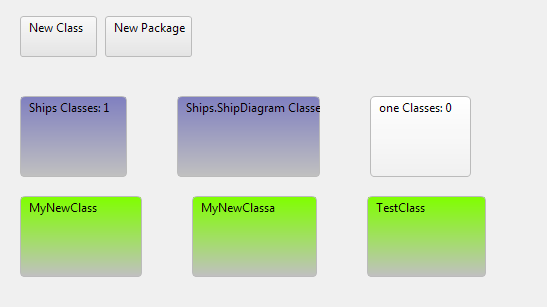 New Class New Package
Ships Classes: 1 Ships.ShipDiagram Classe one Classes: 0
MyNewClass MyNewClassa TestClass